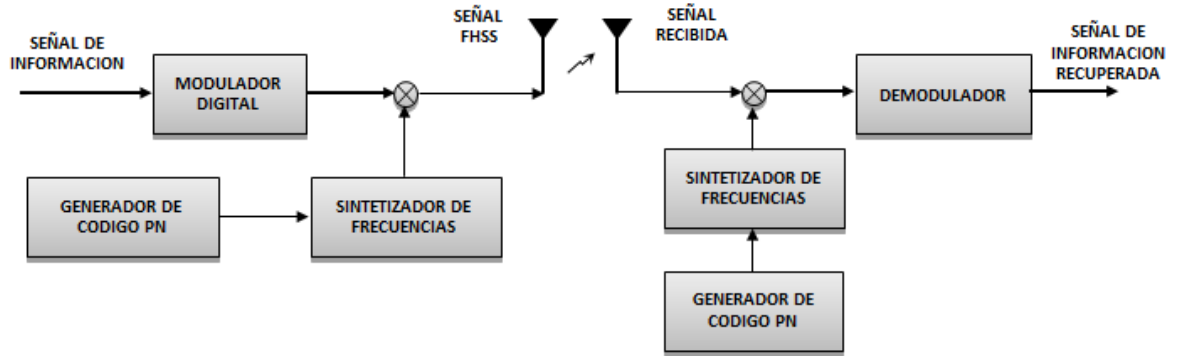 SEÑAL DE
INFORMACION
MODULADOR
DIGITAL
GENERADOR DE
CODIGO PN
SINTETIZADOR DE
FRECUENCIAS
SEÑAL
FHSS
SEÑAL
RECIBIDA
SINTETIZADOR DE
FRECUENCIAS
GENERADOR DE
CODIGO PN
DEMODULADOR
SEÑAL DE
INFORMACION
RECUPERADA